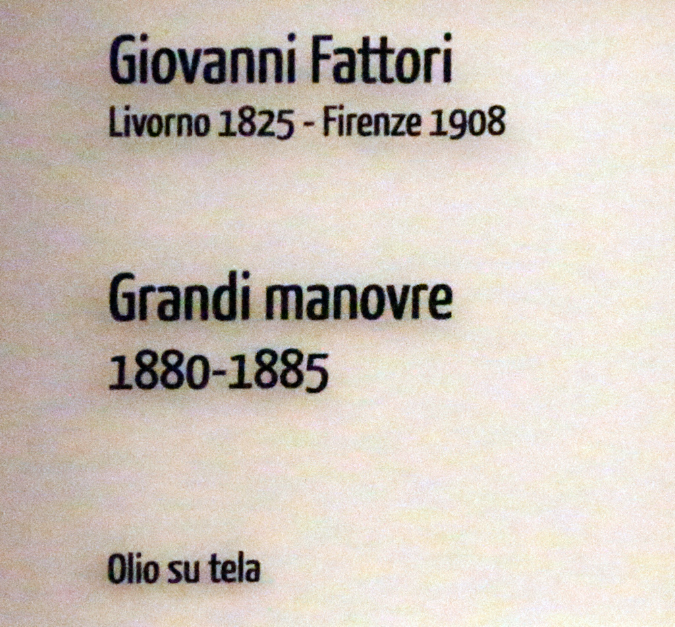 Giovanni Fattori
Livorno 1825 - Firenze 1908
Grandi manovre
1880-1885
Olio su tela